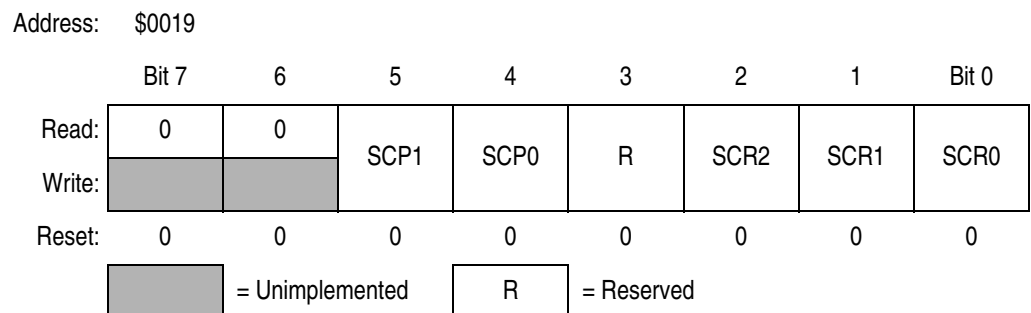 Address: $0019
Bit 7 6 5 4 3 2 1 Bit 0
Read: 0 0 SCP1 SCP0 R SCR2 SCR1 SCR0
Write:
Reset: 0 0 0 0 0 0 0 0
= Unimplemented R = Reserved